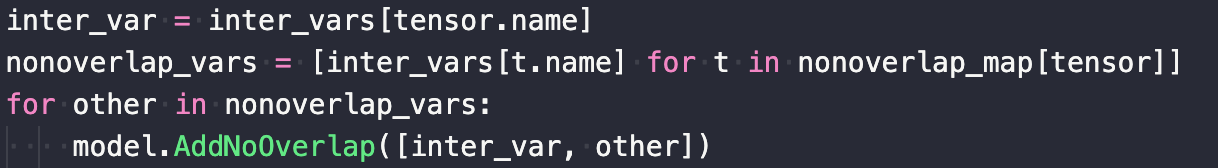 inter_var = inter_vars[tensor.name]
nonoverlap_vars = [inter_vars[t.name] for t in nonoverlap_map[tensor]]
for other in nonoverlap_vars:
    model.AddNoOverlap([inter_var, other])